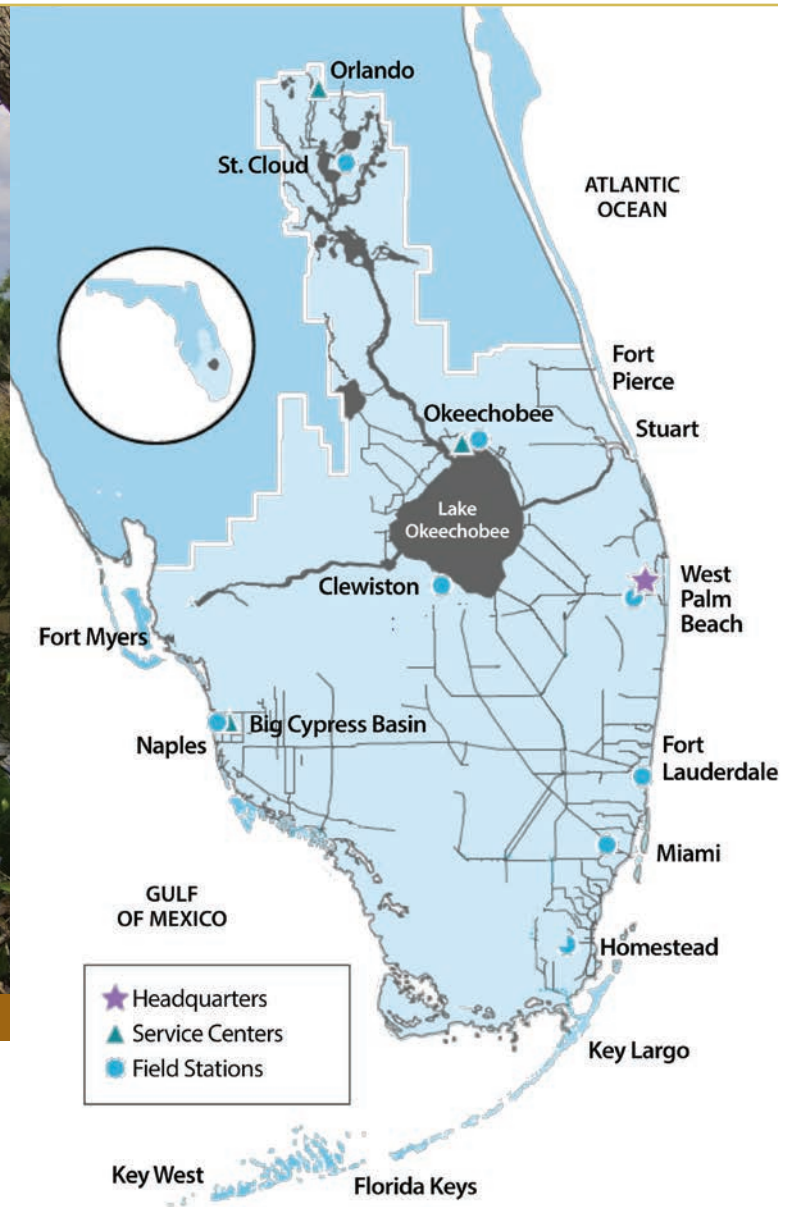 Orlando
St. Cloud
ATLANTIC
OCEAN
Fort
Pierce
Okeechobee
Stuart
Lake
Okeechobee
Clewiston
West
Palm
Beach
Fort Myers
Big Cypress Basin
Naples
Fort
Lauderdale
Miami
GULF
OF MEXICO
Homestead
Headquarters
Service Centers
Field Stations
Key Largo
Key West
Florida Keys